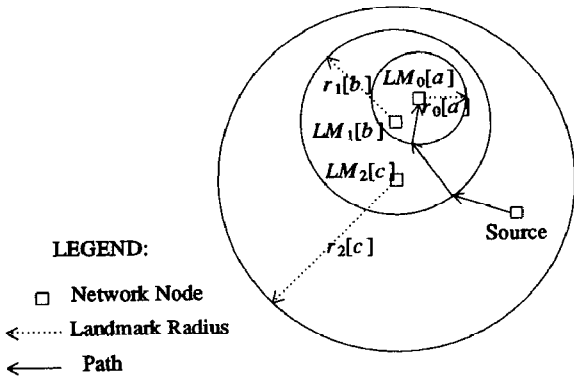 LM₀[a]
r₁[b]
r₀[a]
LM₁[b]
LM₂[c]
Source
r₂[c]
LEGEND:
Network Node
Landmark Radius
Path